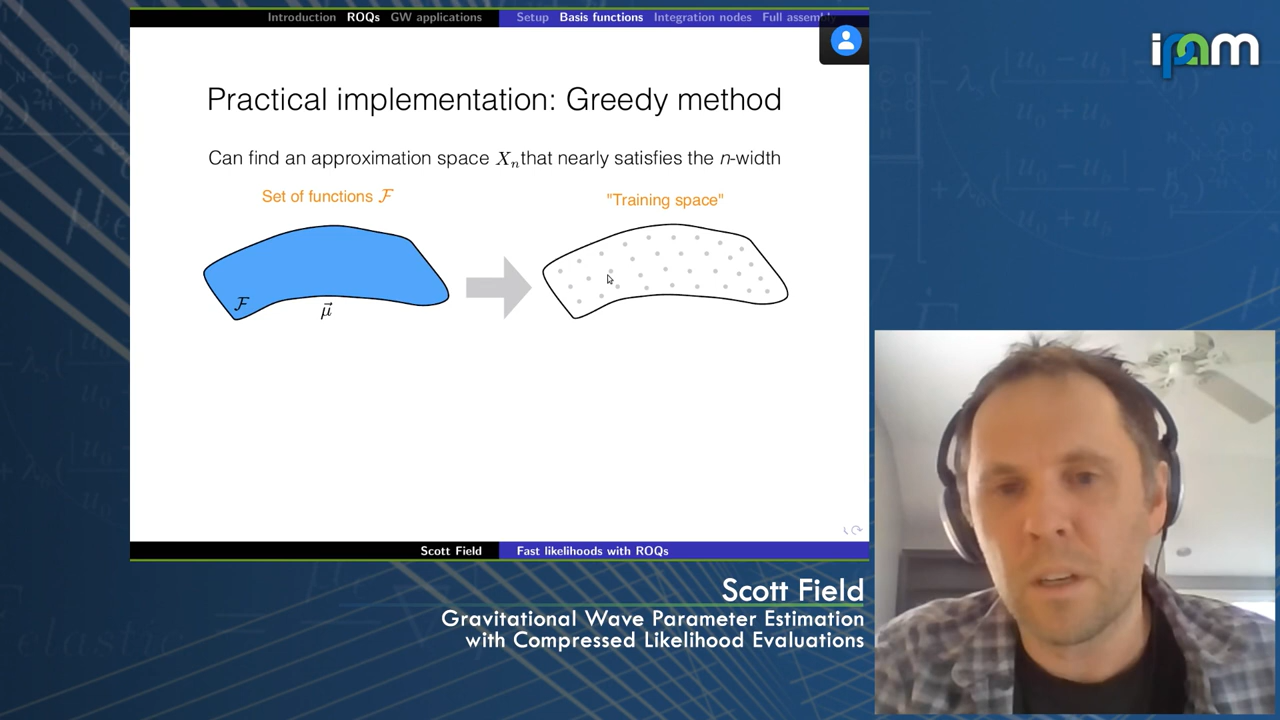 Introduction ROQs GW applications Setup Basis functions Integration nodes Full assembly
ipam
Practical implementation: Greedy method
Can find an approximation space Xₙ that nearly satisfies the n-width
Set of functions ℱ
"Training space"
ℱ
μ⃗
Scott Field Fast likelihoods with ROQs
Scott Field
Gravitational Wave Parameter Estimation
with Compressed Likelihood Evaluations